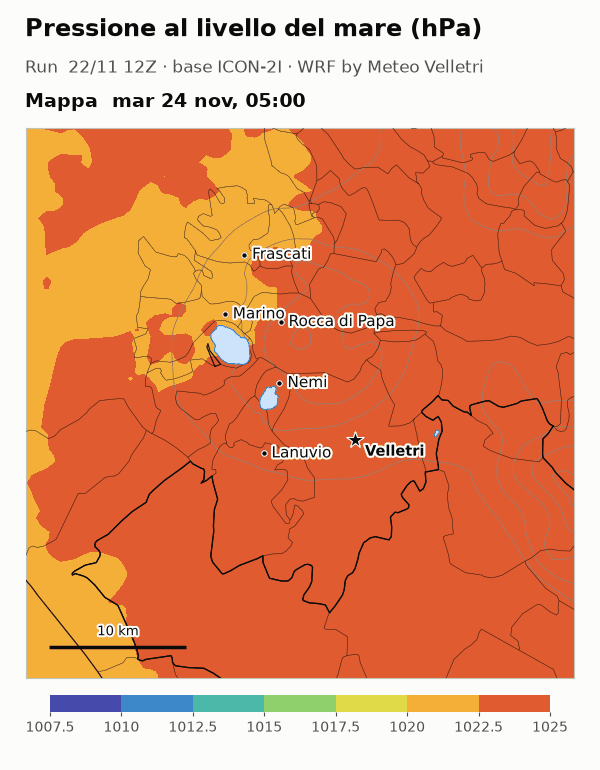 Pressione al livello del mare (hPa)
Run  22/11 12Z · base ICON-2I · WRF by Meteo Velletri
Mappa  mar 24 nov, 05:00
Frascati
Marino
Rocca di Papa
Nemi
Velletri
Lanuvio
10 km
1007.5 1010 1012.5 1015 1017.5 1020 1022.5 1025